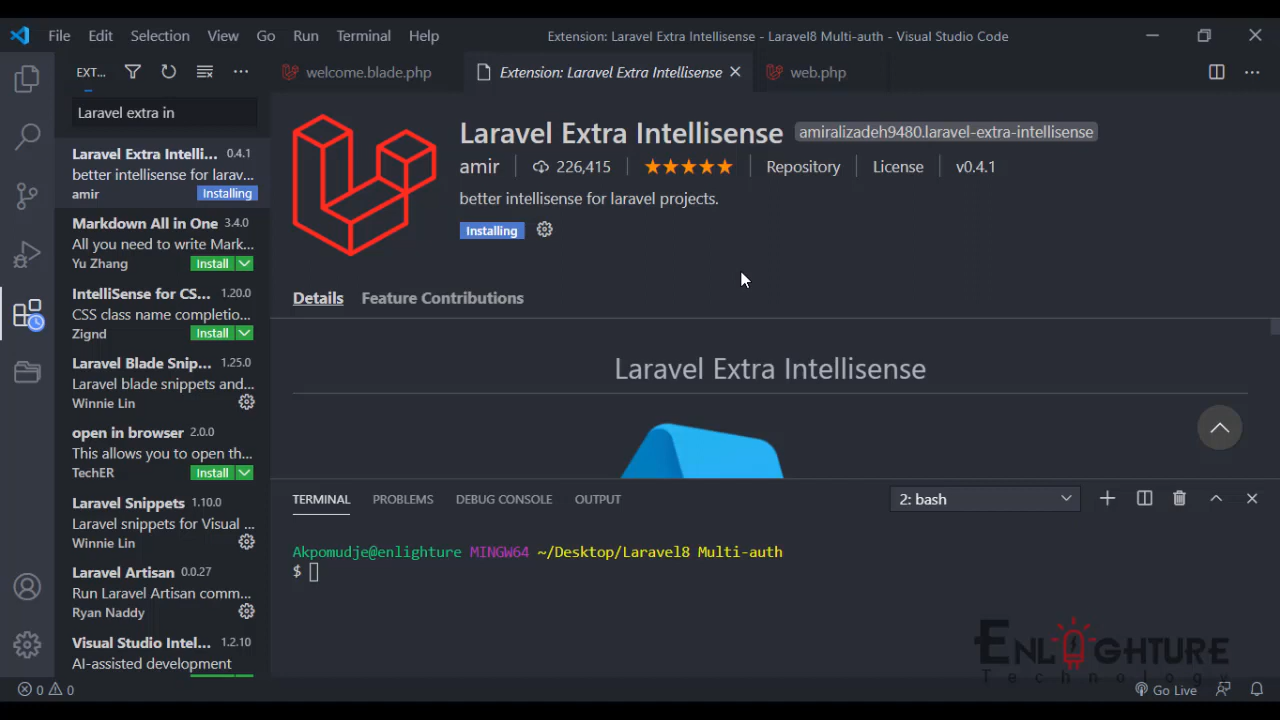 File Edit Selection View Go Run Terminal Help Extension: Laravel Extra Intellisense - Laravel8 Multi-auth - Visual Studio Code
EXT...
welcome.blade.php Extension: Laravel Extra Intellisense web.php
Laravel extra in
Laravel Extra Intelli... 0.4.1
better intellisense for larav...
amir Installing
Markdown All in One 3.4.0
All you need to write Mark...
Yu Zhang Install
IntelliSense for CS... 1.20.0
CSS class name completio...
Zignd Install
Laravel Blade Snip... 1.25.0
Laravel blade snippets and...
Winnie Lin
open in browser 2.0.0
This allows you to open th...
TechER Install
Laravel Snippets 1.10.0
Laravel snippets for Visual ...
Winnie Lin
Laravel Artisan 0.0.27
Run Laravel Artisan comm...
Ryan Naddy
Visual Studio Intel... 1.2.10
AI-assisted development
Laravel Extra Intellisense amiralizadeh9480.laravel-extra-intellisense
amir 226,415 Repository License v0.4.1
better intellisense for laravel projects.
Installing
Details Feature Contributions
Laravel Extra Intellisense
TERMINAL PROBLEMS DEBUG CONSOLE OUTPUT 2: bash
Akpomudje@enlighture MINGW64 ~/Desktop/Laravel8 Multi-auth
$
ENLIGHTURE
Technology
0 0 Go Live